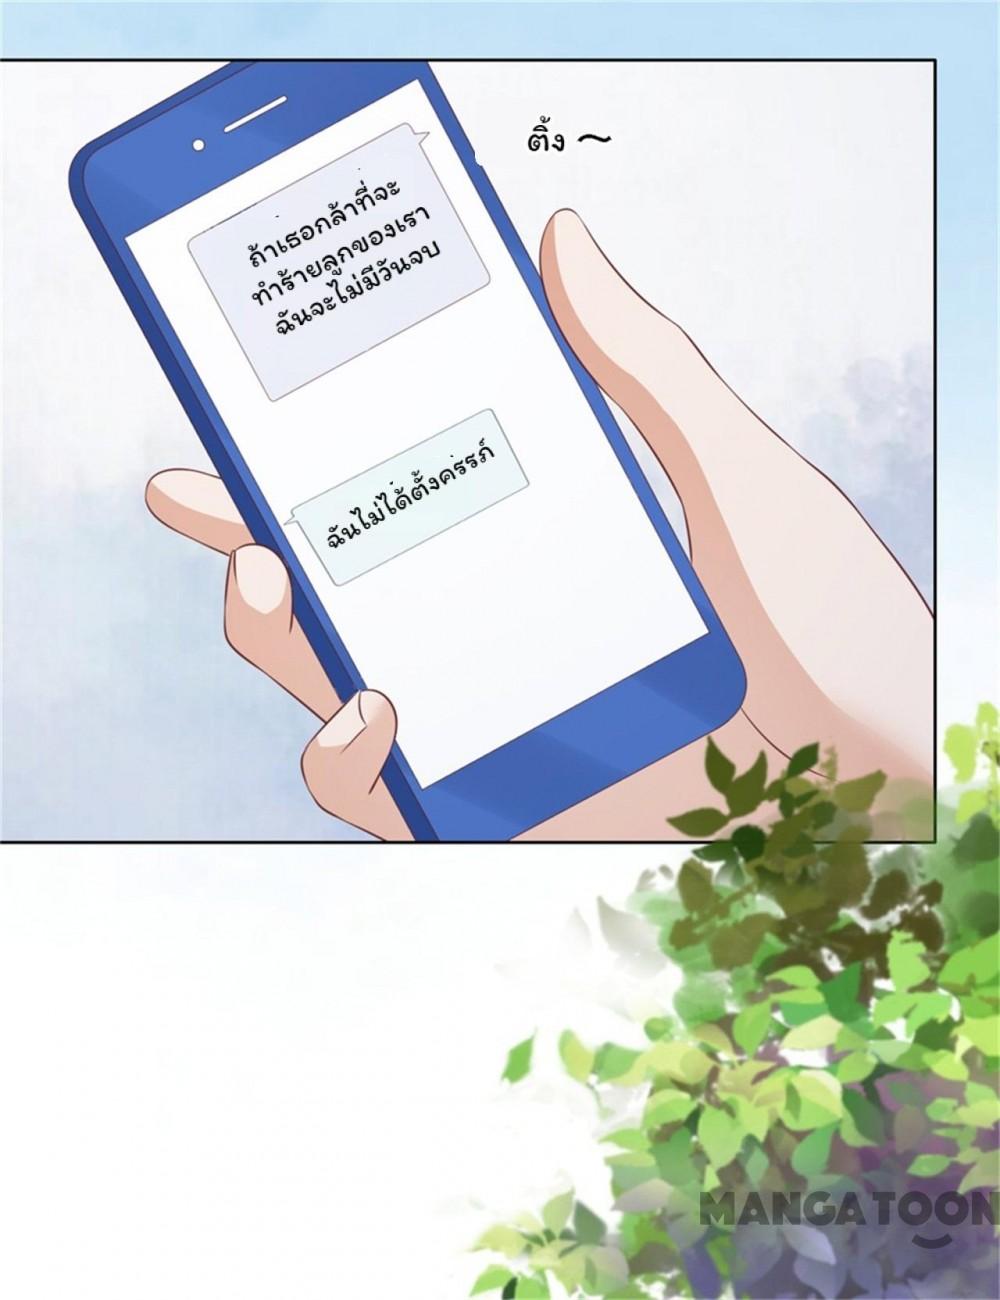 ติ้ง ~
ถ้าเธอกล้าที่จะ
ทำร้ายลูกของเรา
ฉันจะไม่มีวันจบ
ฉันไม่ได้ตั้งครรภ์
MANGATOON